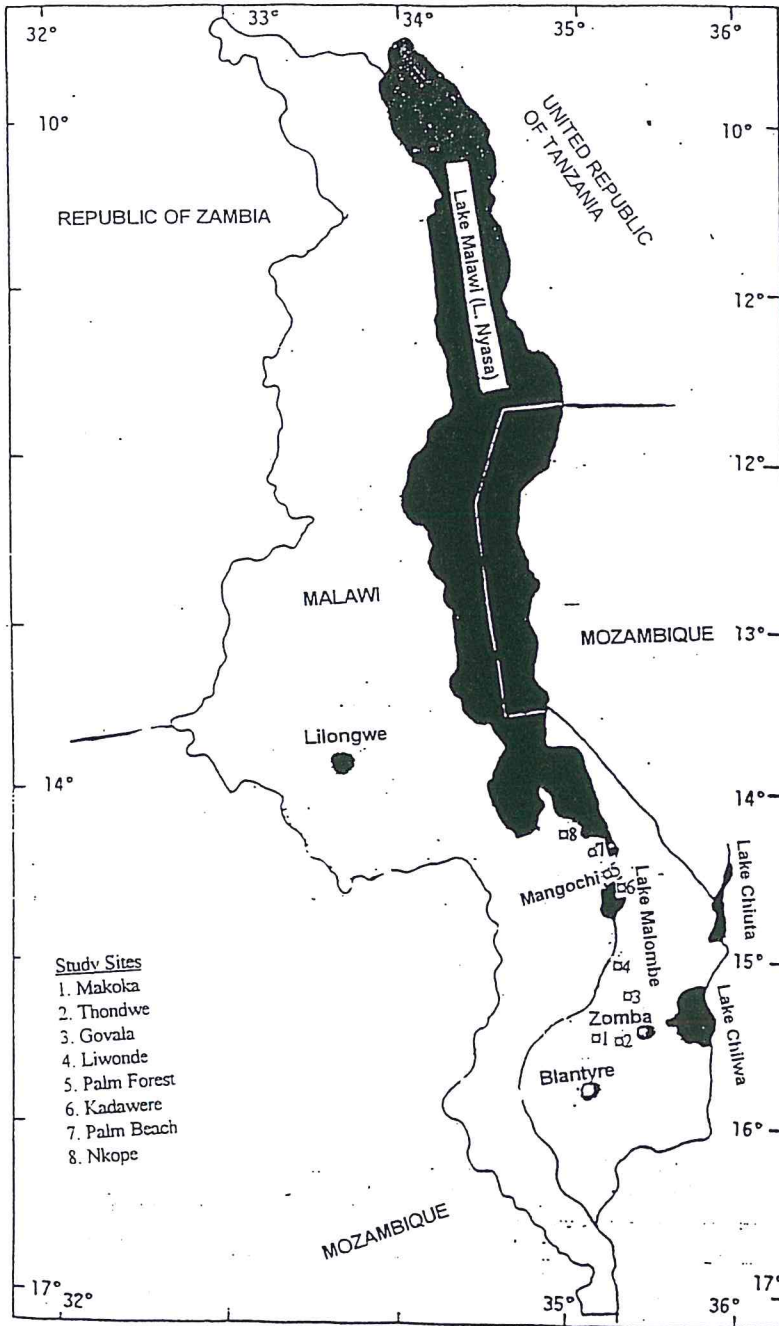 32° 33° 34° 35° 36°
10° 10°
UNITED REPUBLIC
OF TANZANIA
REPUBLIC OF ZAMBIA
Lake Malawi (L. Nyasa)
12°
12°
MALAWI
MOZAMBIQUE 13°
Lilongwe
14° 14°
8
7
Mangochi 5
6
Lake Malombe
Lake Chiuta
4
15°
3
Zomba
1 2
Lake Chilwa
Blantyre
16°
Study Sites
1. Makoka
2. Thondwe
3. Govala
4. Liwonde
5. Palm Forest
6. Kadawere
7. Palm Beach
8. Nkope
MOZAMBIQUE
17° 17°
32° 33° 34° 35° 36°